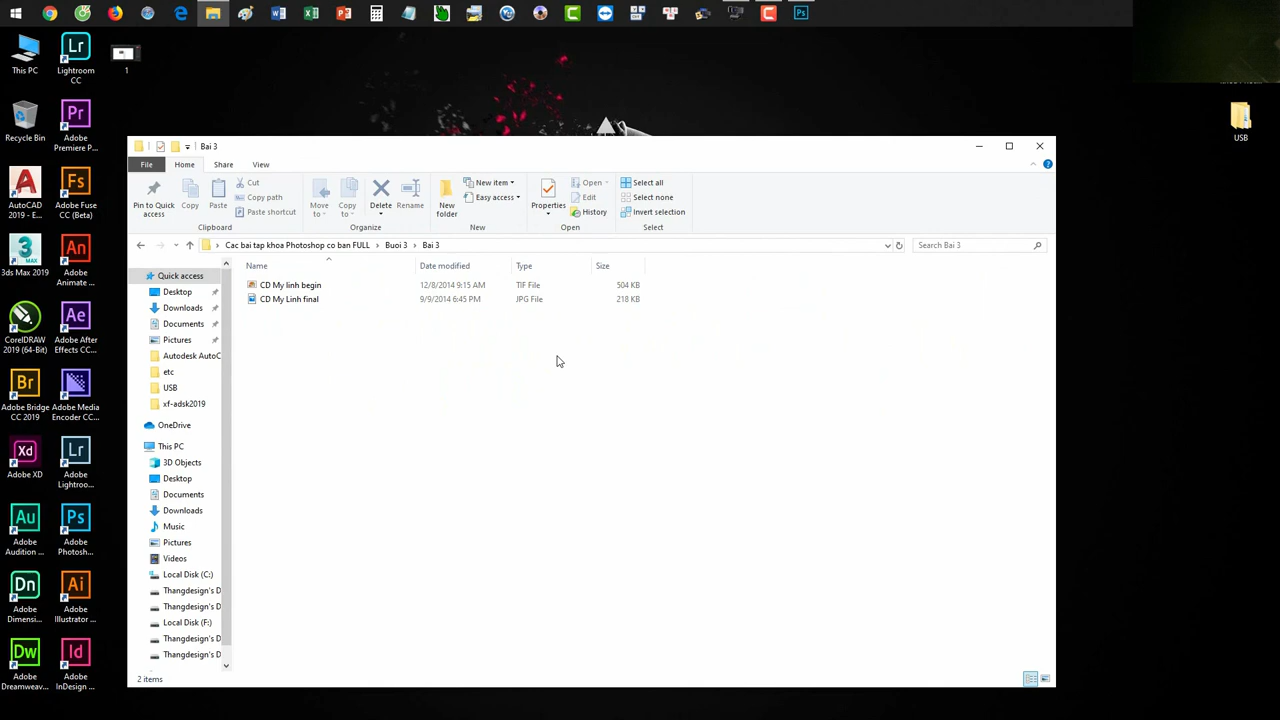 This PC
Lightroom
CC
1
Recycle Bin
Adobe
Premiere P...
AutoCAD
2019 - E...
Adobe Fuse
CC (Beta)
3ds Max 2019
Adobe
Animate ...
CorelDRAW
2019 (64-Bit)
Adobe After
Effects CC...
Adobe Bridge
CC 2019
Adobe Media
Encoder CC...
Adobe XD
Adobe
Lightroo...
Adobe
Audition ...
Adobe
Photosh...
Adobe
Dimensi...
Adobe
Illustrator ...
Adobe
Dreamweav...
Adobe
InDesign ...
USB
Bai 3
File
Home
Share
View
Pin to Quick
access
Copy
Paste
Cut
Copy path
Paste shortcut
Clipboard
Move
to
Copy
to
Delete
Rename
Organize
New
folder
New item
Easy access
New
Properties
Open
Edit
History
Open
Select all
Select none
Invert selection
Select
Cac bai tap khoa Photoshop co ban FULL
Buoi 3
Bai 3
Search Bai 3
Name
Date modified
Type
Size
CD My linh begin
12/8/2014 9:15 AM
TIF File
504 KB
CD My Linh final
9/9/2014 6:45 PM
JPG File
218 KB
Quick access
Desktop
Downloads
Documents
Pictures
Autodesk AutoC
etc
USB
xf-adsk2019
OneDrive
This PC
3D Objects
Desktop
Documents
Downloads
Music
Pictures
Videos
Local Disk (C:)
Thangdesign's D
Thangdesign's D
Local Disk (F:)
Thangdesign's D
Thangdesign's D
2 items